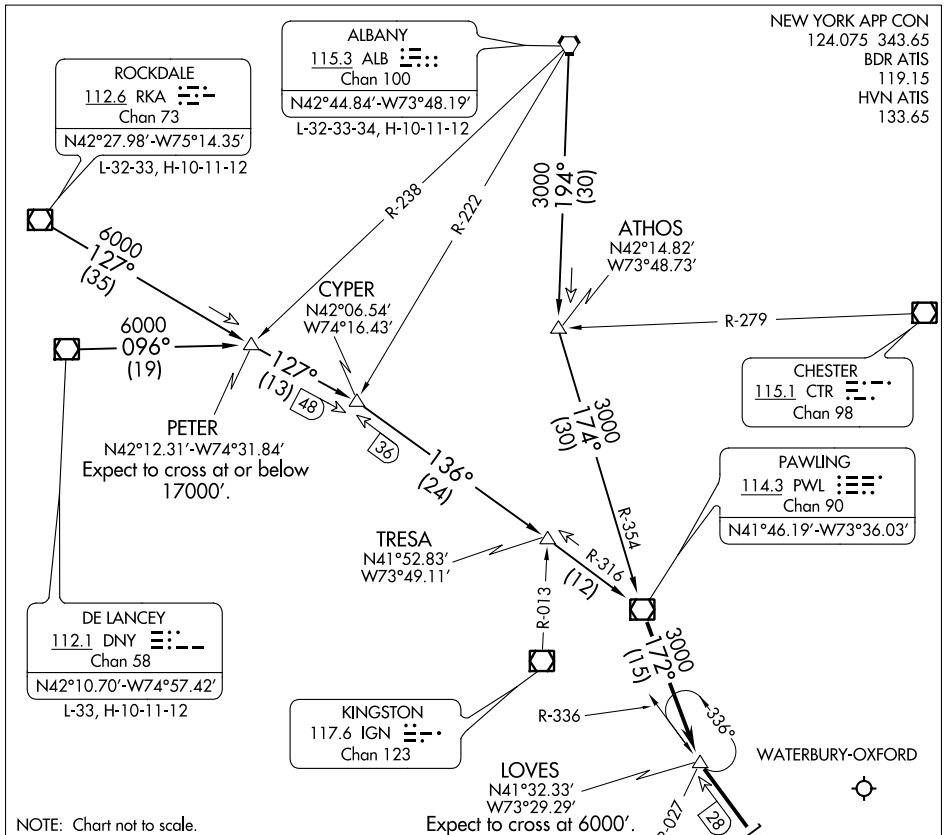 NEW YORK APP CON
124.075 343.65
BDR ATIS
119.15
HVN ATIS
133.65
ALBANY
115.3 ALB
Chan 100
N42°44.84’-W73°48.19’
L-32-33-34, H-10-11-12
ROCKDALE
112.6 RKA
Chan 73
N42°27.98’-W75°14.35’
L-32-33, H-10-11-12
R-238
R-222
3000
194°
(30)
ATHOS
N42°14.82’
W73°48.73’
6000
127°
(35)
CYPER
N42°06.54’
W74°16.43’
R-279
6000
096°
(19)
127°
(13)
48
36
CHESTER
115.1 CTR
Chan 98
PETER
N42°12.31’-W74°31.84’
Expect to cross at or below
17000’.
3000
174°
(30)
136°
(24)
PAWLING
114.3 PWL
Chan 90
N41°46.19’-W73°36.03’
R-354
TRESA
N41°52.83’
W73°49.11’
R-316
(12)
R-013
DE LANCEY
112.1 DNY
Chan 58
N42°10.70’-W74°57.42’
L-33, H-10-11-12
3000
172°
(15)
KINGSTON
117.6 IGN
Chan 123
R-336
336°
WATERBURY-OXFORD
LOVES
N41°32.33’
W73°29.29’
Expect to cross at 6000’.
-027
28
1
NOTE: Chart not to scale.